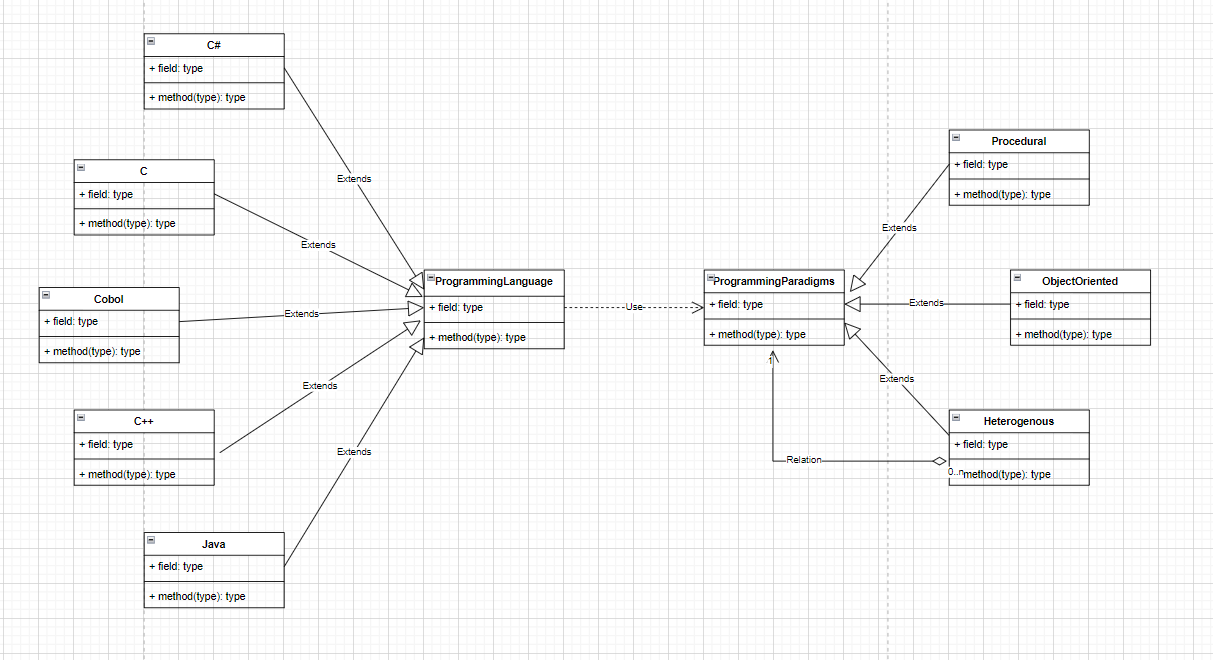 C#
+ field: type
+ method(type): type
C
+ field: type
+ method(type): type
Cobol
+ field: type
+ method(type): type
C++
+ field: type
+ method(type): type
Java
+ field: type
+ method(type): type
Extends
Extends
Extends
Extends
Extends
ProgrammingLanguage
+ field: type
+ method(type): type
Use
ProgrammingParadigms
+ field: type
+ method(type): type
1
Relation
0..n
Extends
Extends
Extends
Procedural
+ field: type
+ method(type): type
ObjectOriented
+ field: type
+ method(type): type
Heterogenous
+ field: type
method(type): type